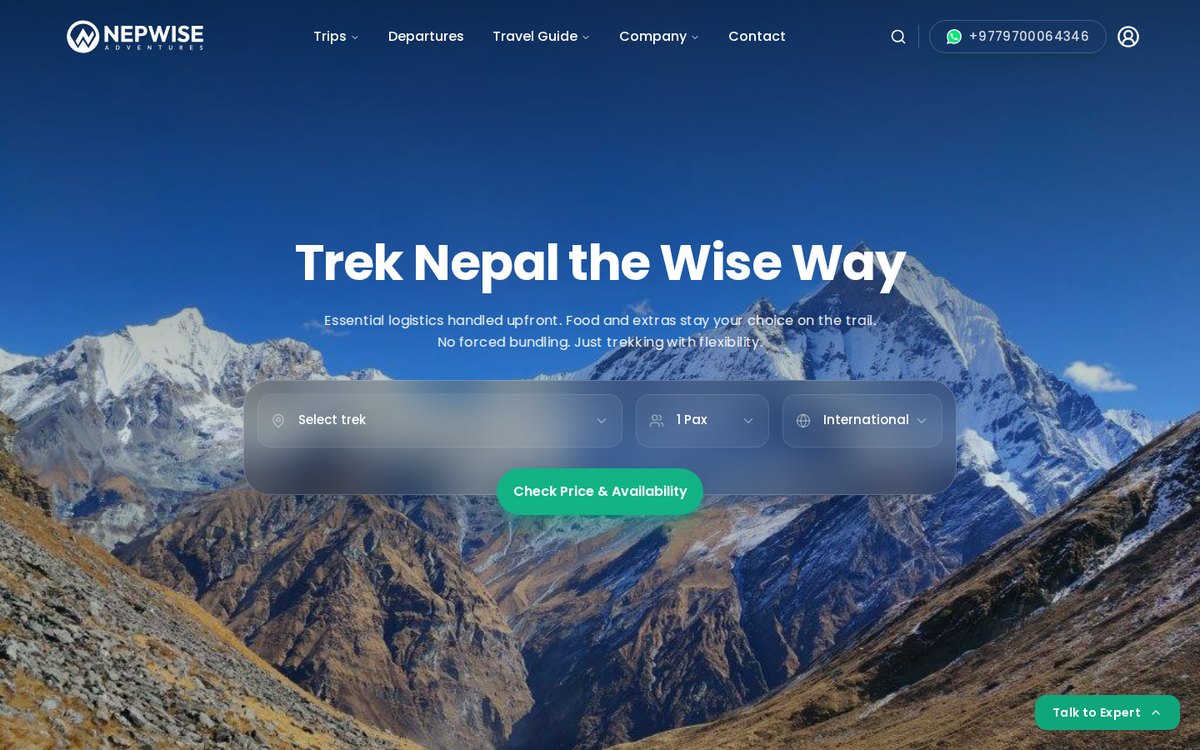 NEPWISE
ADVENTURES
Trips
Departures
Travel Guide
Company
Contact
+9779700064346
Trek Nepal the Wise Way
Essential logistics handled upfront. Food and extras stay your choice on the trail.
No forced bundling. Just trekking with flexibility.
Select trek
1 Pax
International
Check Price & Availability
Talk to Expert